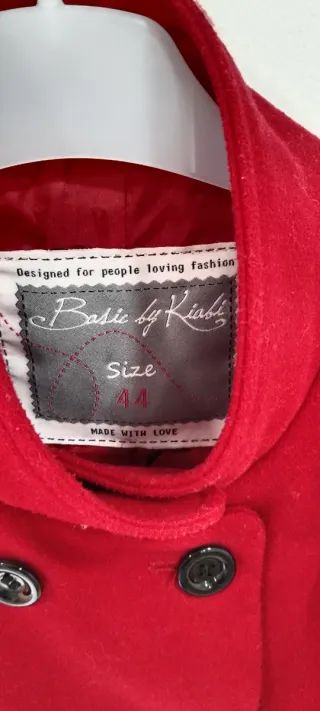 Designed for people loving fashion
Basic by Kiabi
Size
44
MADE WITH LOVE